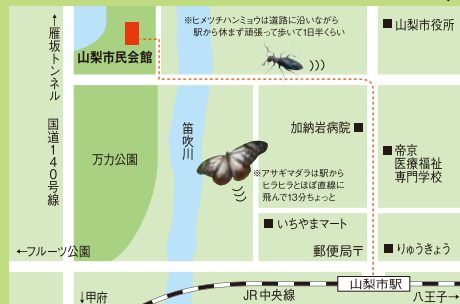 ※ヒメツチハンミョウは道路に沿いながら
駅から休まず頑張って歩いて1日半くらい
山梨市役所
←雁坂トンネル　国道140号線
山梨市民会館
笛吹川
加納岩病院
帝京
医療福祉
専門学校
万力公園
※アサギマダラは駅から
ヒラヒラとほぼ直線に
飛んで13分ちょっと
いちやまマート
←フルーツ公園
郵便局〒
りゅうきょう
山梨市駅
↓甲府
JR中央線
八王子→